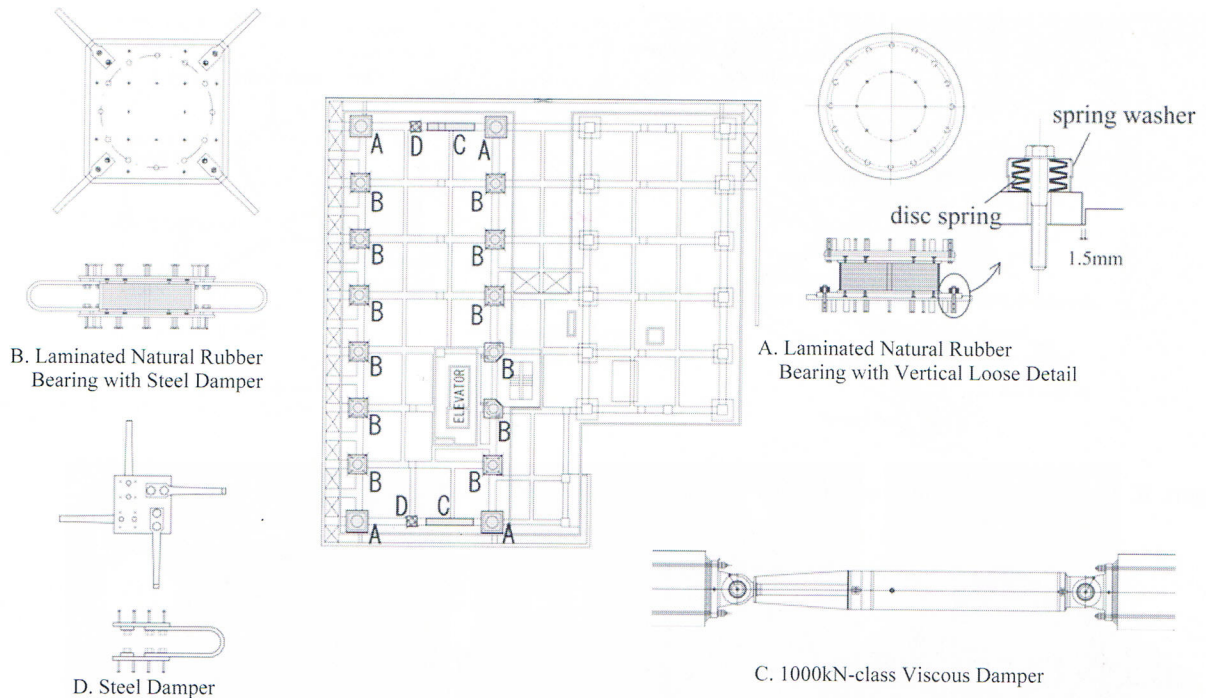 spring washer
disc spring
1.5mm
A. Laminated Natural Rubber
Bearing with Vertical Loose Detail
B. Laminated Natural Rubber
Bearing with Steel Damper
A D C A
B B
B B
B B
B B
ELEVATOR
B B
B B
D C
A A
D. Steel Damper
C. 1000kN-class Viscous Damper